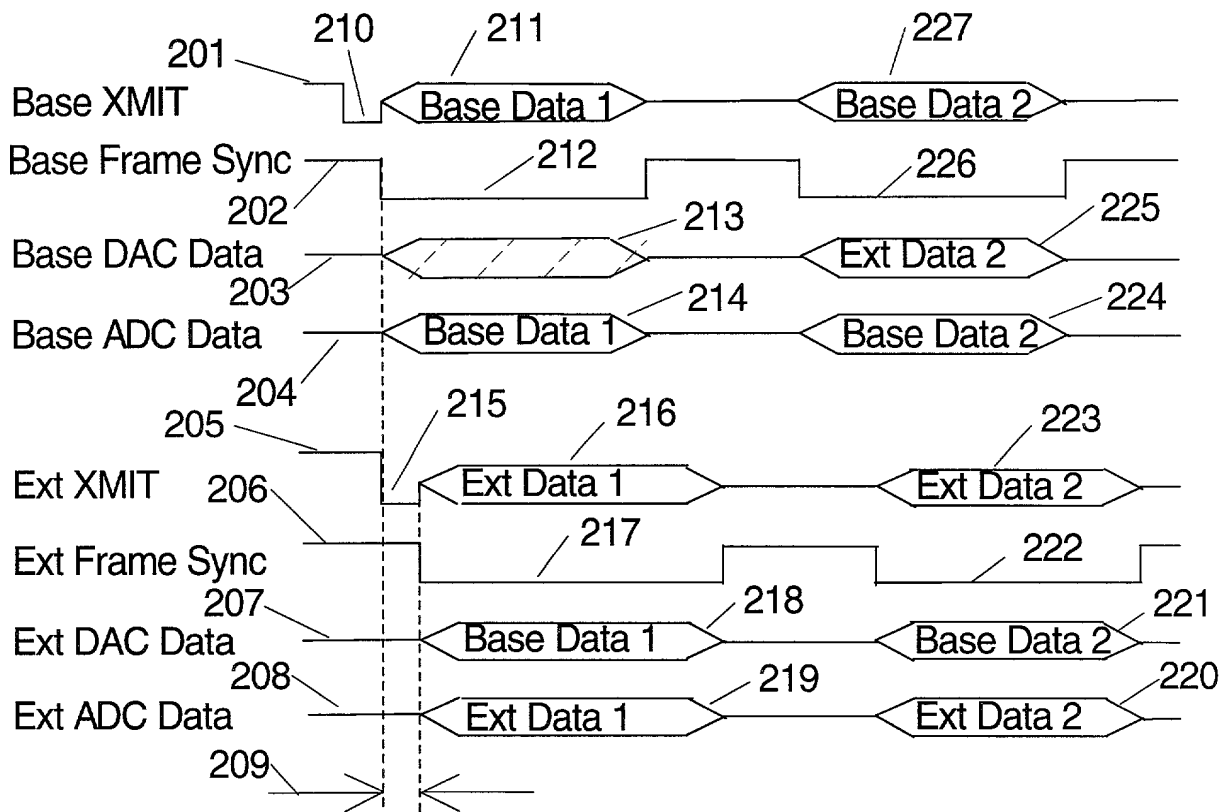 210 211 227
201
Base XMIT Base Data 1 Base Data 2
Base Frame Sync 212 226
202 213 225
Base DAC Data Ext Data 2
203 214 224
Base ADC Data Base Data 1 Base Data 2
204
205 215 216 223
Ext XMIT Ext Data 1 Ext Data 2
206
Ext Frame Sync 217 222
207 218 221
Ext DAC Data Base Data 1 Base Data 2
208 219 220
Ext ADC Data Ext Data 1 Ext Data 2
209